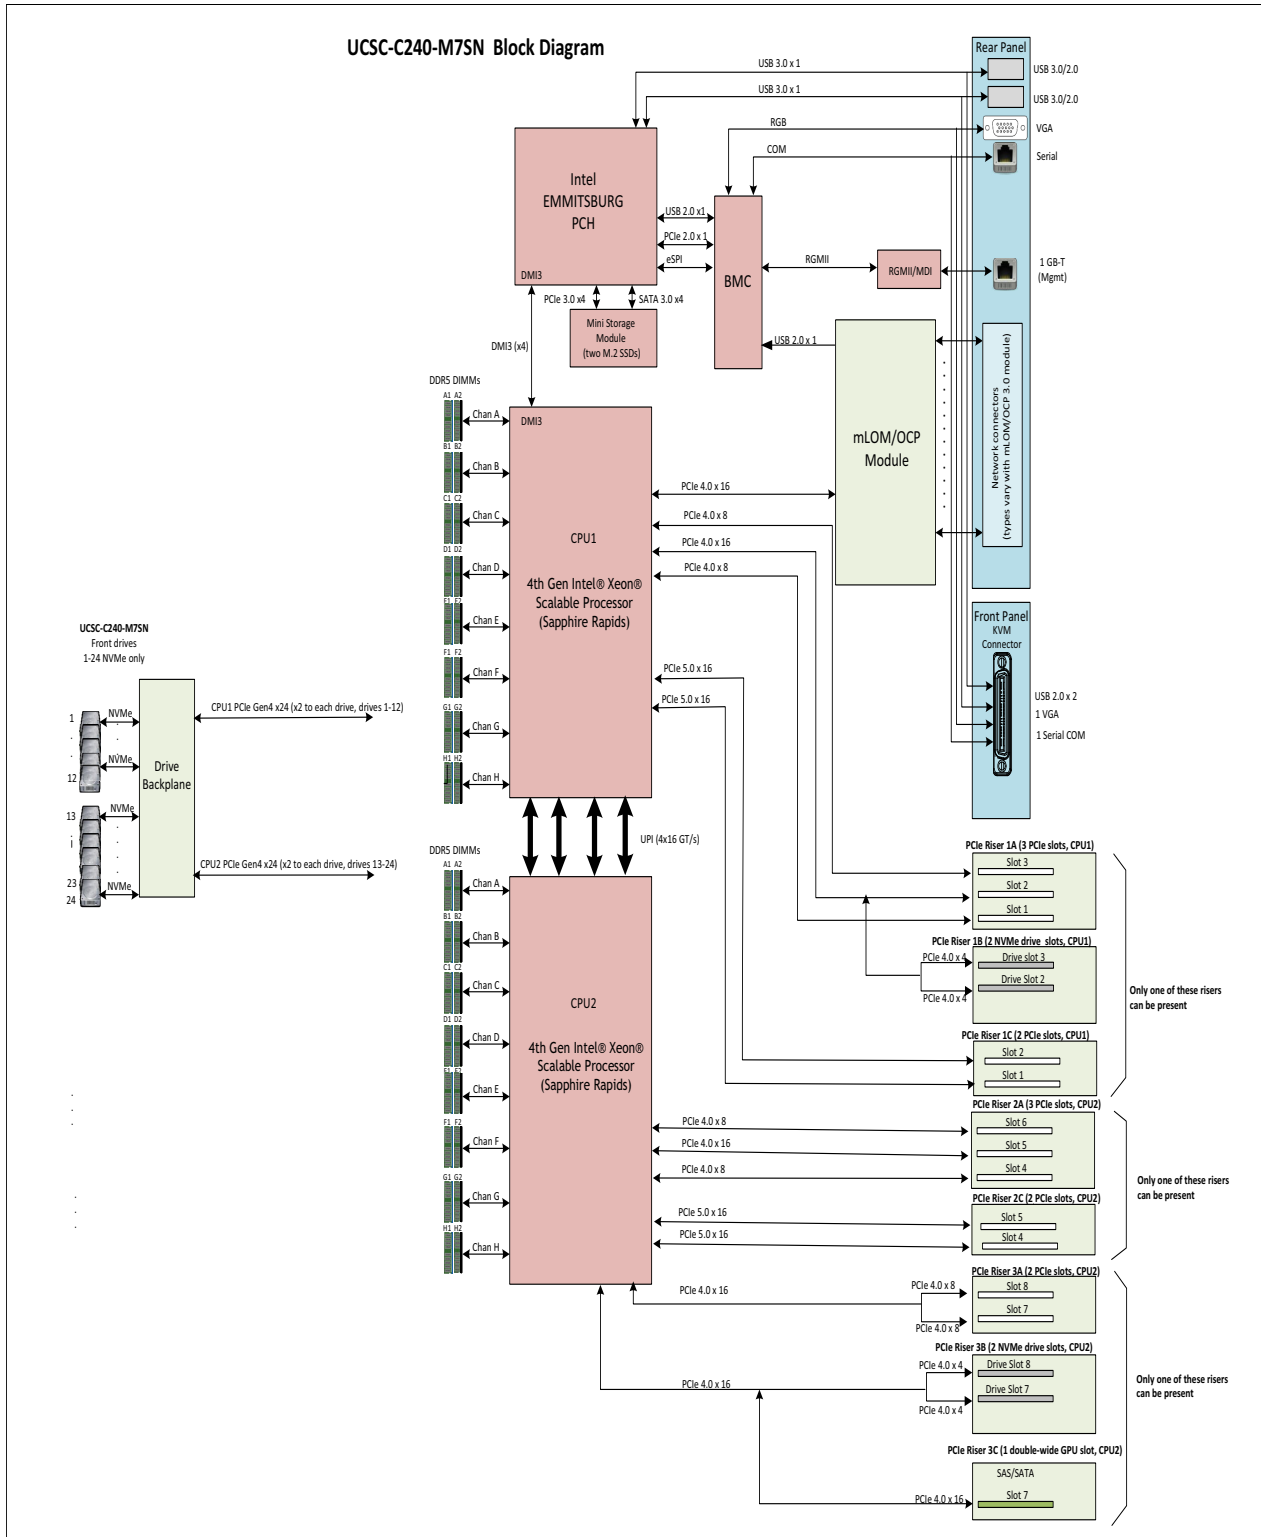 UCSC-C240-M7SN Block Diagram
Rear Panel
USB 3.0 x 1
USB 3.0/2.0
USB 3.0 x 1
USB 3.0/2.0
RGB
VGA
COM
Serial
Intel
EMMITSBURG
PCH
DMI3
USB 2.0 x1
PCIe 2.0 x 1
eSPI
BMC
RGMII
RGMII/MDI
1 GB-T
(Mgmt)
PCIe 3.0 x4
SATA 3.0 x4
Mini Storage
Module
(two M.2 SSDs)
DMI3 (x4)
USB 2.0 x 1
mLOM/OCP
Module
Network connectors
(types vary with mLOM/OCP 3.0 module)
DDR5 DIMMs
A1 A2
Chan A
B1 B2
Chan B
C1 C2
Chan C
D1 D2
Chan D
Chan E
F1 F2
Chan F
G1 G2
Chan G
H1 H2
Chan H
DMI3
CPU1
4th Gen Intel® Xeon®
Scalable Processor
(Sapphire Rapids)
PCIe 4.0 x 16
PCIe 4.0 x 8
PCIe 4.0 x 16
PCIe 4.0 x 8
PCIe 5.0 x 16
PCIe 5.0 x 16
Front Panel
KVM
Connector
USB 2.0 x 2
1 VGA
1 Serial COM
UCSC-C240-M7SN
Front drives
1-24 NVMe only
1
NVMe
NVMe
12
13
NVMe
23
NVMe
24
Drive
Backplane
CPU1 PCIe Gen4 x24 (x2 to each drive, drives 1-12)
CPU2 PCIe Gen4 x24 (x2 to each drive, drives 13-24)
UPI (4x16 GT/s)
DDR5 DIMMs
A1 A2
Chan A
B1 B2
Chan B
C1 C2
Chan C
D1 D2
Chan D
Chan E
F1 F2
Chan F
G1 G2
Chan G
H1 H2
Chan H
CPU2
4th Gen Intel® Xeon®
Scalable Processor
(Sapphire Rapids)
PCIe 4.0 x 8
PCIe 4.0 x 16
PCIe 4.0 x 8
PCIe 5.0 x 16
PCIe 5.0 x 16
PCIe 4.0 x 16
PCIe 4.0 x 16
PCIe Riser 1A (3 PCIe slots, CPU1)
Slot 3
Slot 2
Slot 1
PCIe Riser 1B (2 NVMe drive slots, CPU1)
PCIe 4.0 x 4
Drive slot 3
Drive Slot 2
PCIe 4.0 x 4
PCIe Riser 1C (2 PCIe slots, CPU1)
Slot 2
Slot 1
Only one of these risers
can be present
PCIe Riser 2A (3 PCIe slots, CPU2)
Slot 6
Slot 5
Slot 4
PCIe Riser 2C (2 PCIe slots, CPU2)
Slot 5
Slot 4
Only one of these risers
can be present
PCIe Riser 3A (2 PCIe slots, CPU2)
PCIe 4.0 x 8
Slot 8
Slot 7
PCIe 4.0 x 8
PCIe Riser 3B (2 NVMe drive slots, CPU2)
PCIe 4.0 x 4
Drive Slot 8
Drive Slot 7
PCIe 4.0 x 4
Only one of these risers
can be present
PCIe Riser 3C (1 double-wide GPU slot, CPU2)
SAS/SATA
Slot 7
PCIe 4.0 x 16